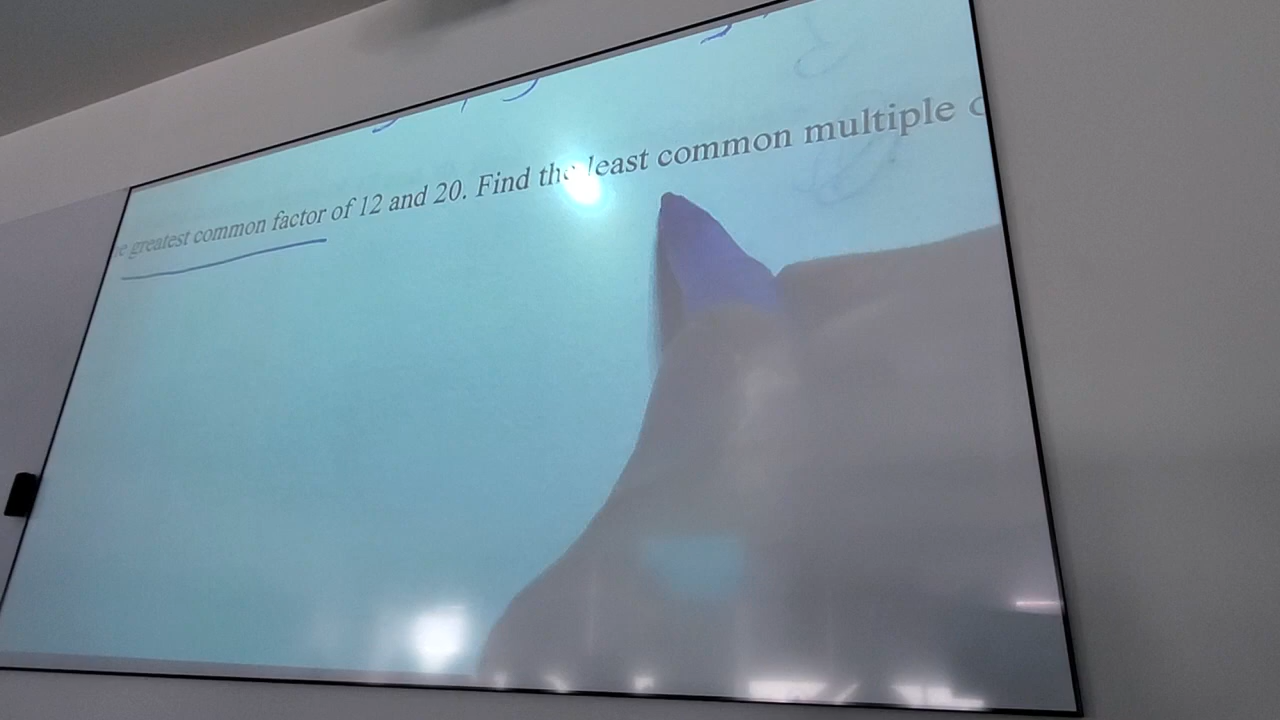 greatest common factor of 12 and 20. Find the least common multiple